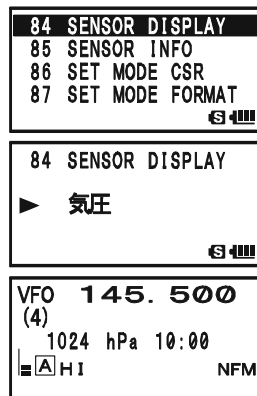 84 SENSOR DISPLAY
85 SENSOR INFO
86 SET MODE CSR
87 SET MODE FORMAT
S
84 SENSOR DISPLAY
▶ 気圧
S
VFO 145.500
(4)
1024 hPa 10:00
A HI NFM